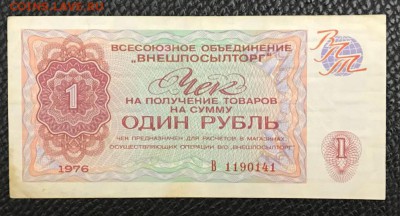 ВСЕСОЮЗНОЕ ОБЪЕДИНЕНИЕ
"ВНЕШПОСЫЛТОРГ"
ВПТ
Чек
1
НА ПОЛУЧЕНИЕ ТОВАРОВ
НА СУММУ
ОДИН РУБЛЬ
ЧЕК ПРЕДНАЗНАЧЕН ДЛЯ РАСЧЕТОВ В МАГАЗИНАХ,
ОСУЩЕСТВЛЯЮЩИХ ОПЕРАЦИИ В/О „ВНЕШПОСЫЛТОРГ"
1
1976
В 1190141